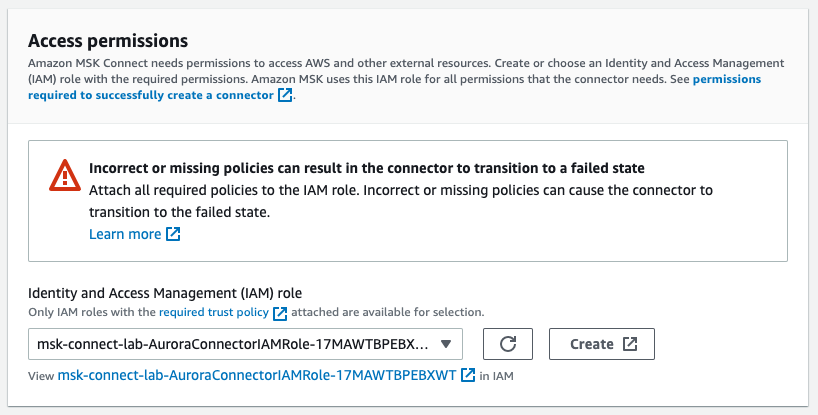 Access permissions
Amazon MSK Connect needs permissions to access AWS and other external resources. Create or choose an Identity and Access Management
(IAM) role with the required permissions. Amazon MSK uses this IAM role for all permissions that the connector needs. See permissions
required to successfully create a connector.
Incorrect or missing policies can result in the connector to transition to a failed state
Attach all required policies to the IAM role. Incorrect or missing policies can cause the connector to
transition to the failed state.
Learn more
Identity and Access Management (IAM) role
Only IAM roles with the required trust policy attached are available for selection.
msk-connect-lab-AuroraConnectorIAMRole-17MAWTBPEBX... Create
View msk-connect-lab-AuroraConnectorIAMRole-17MAWTBPEBXWT in IAM